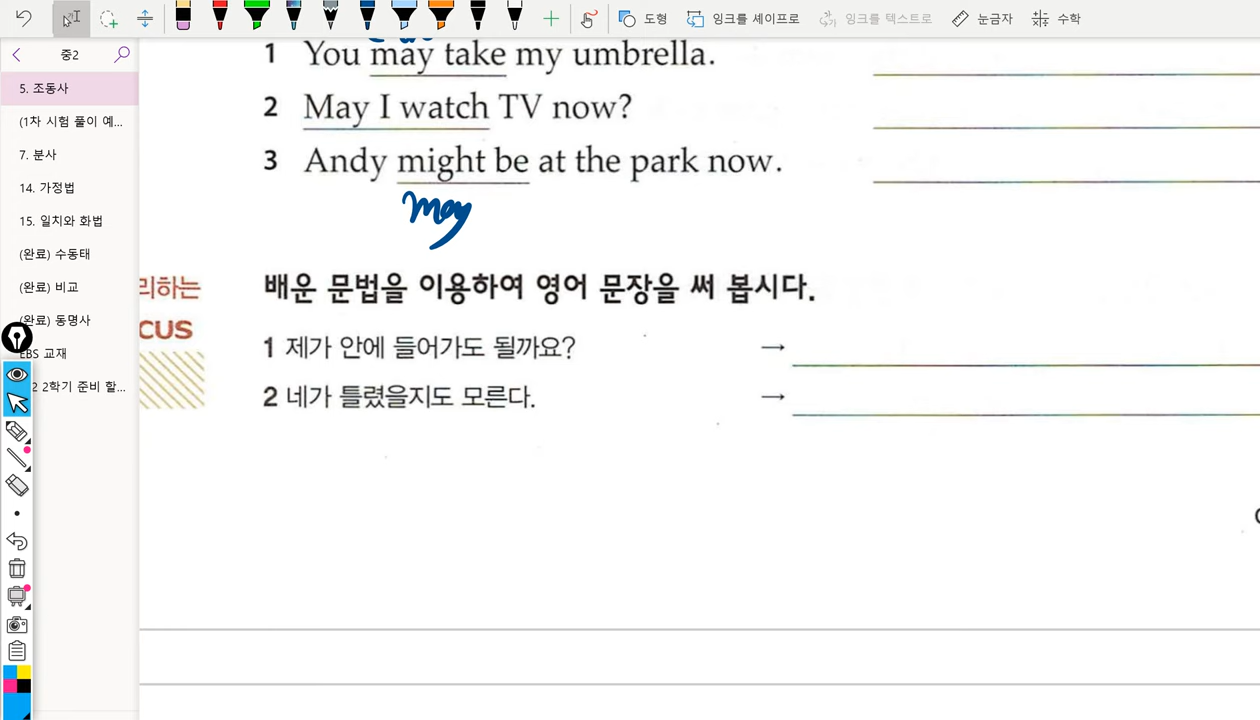 도형
잉크를 셰이프로
잉크를 텍스트로
눈금자
수학
중2
5. 조동사
(1차 시험 풀이 예...
7. 분사
14. 가정법
15. 일치와 화법
(완료) 수동태
(완료) 비교
(완료) 동명사
EBS 교재
2 2학기 준비 할...
1 You may take my umbrella.
2 May I watch TV now?
3 Andy might be at the park now.
may
리하는
CUS
배운 문법을 이용하여 영어 문장을 써 봅시다.
1 제가 안에 들어가도 될까요? →
2 네가 틀렸을지도 모른다. →